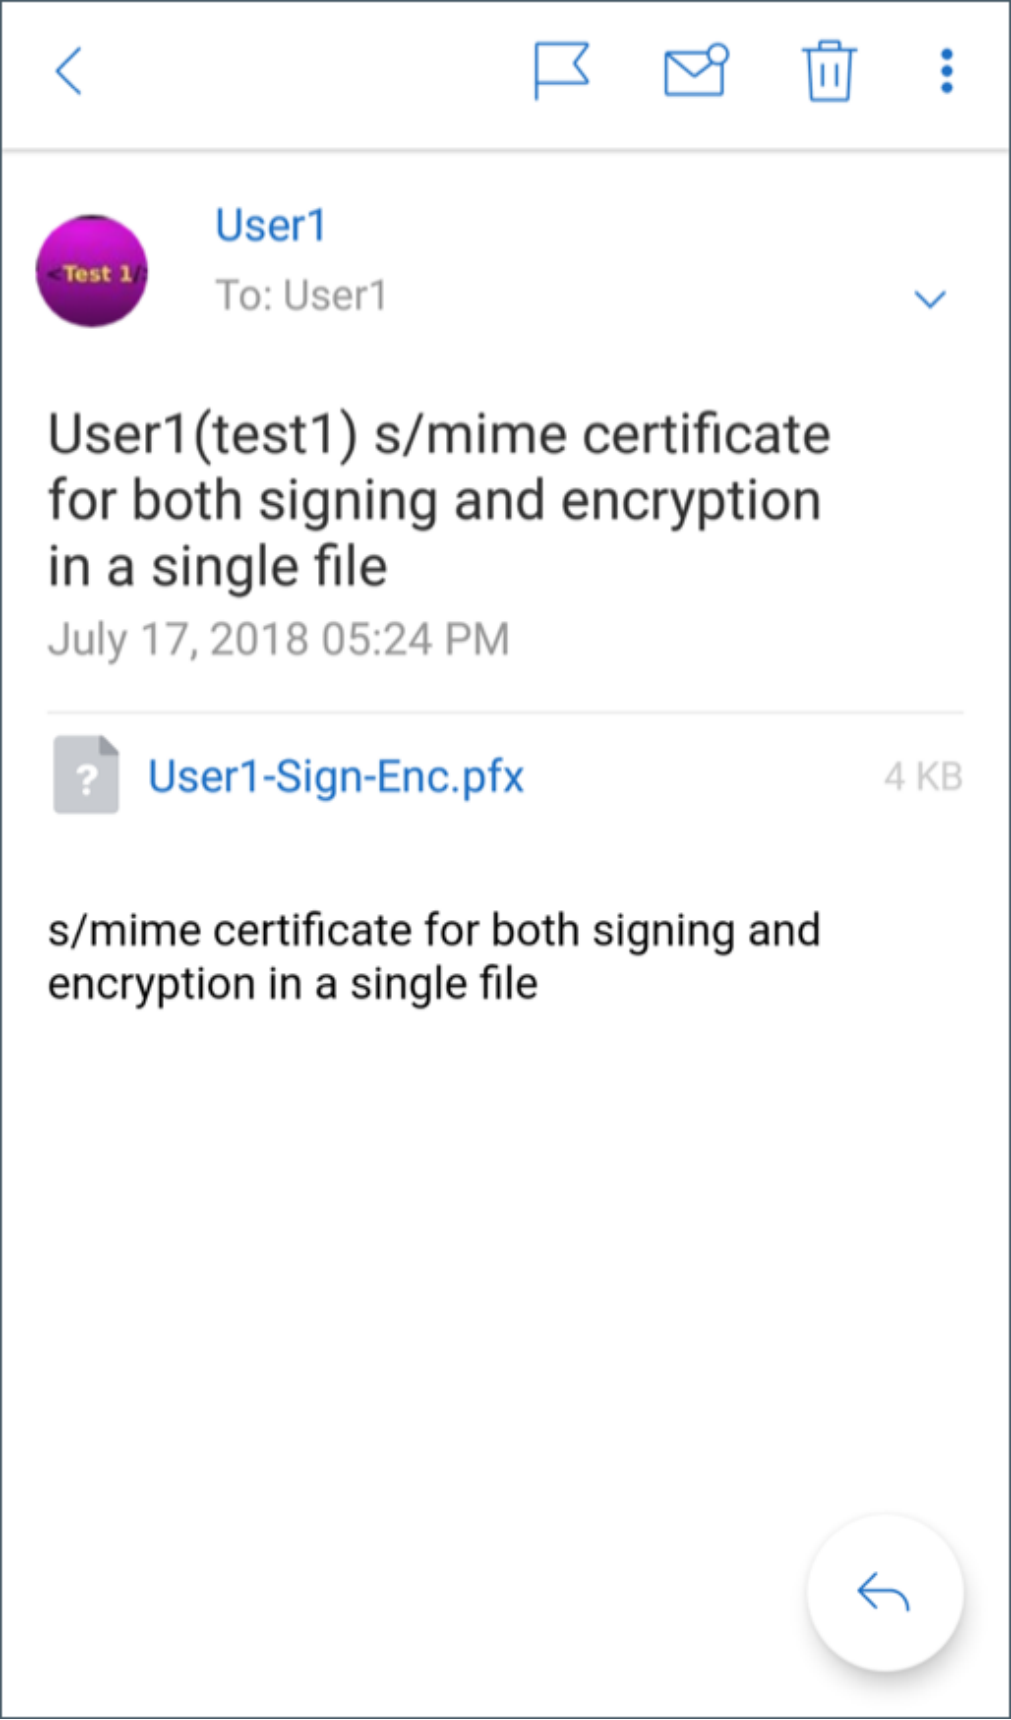 User1
<Test 1/>
To: User1
User1(test1) s/mime certificate
for both signing and encryption
in a single file
July 17, 2018 05:24 PM
?
User1-Sign-Enc.pfx
4 KB
s/mime certificate for both signing and
encryption in a single file